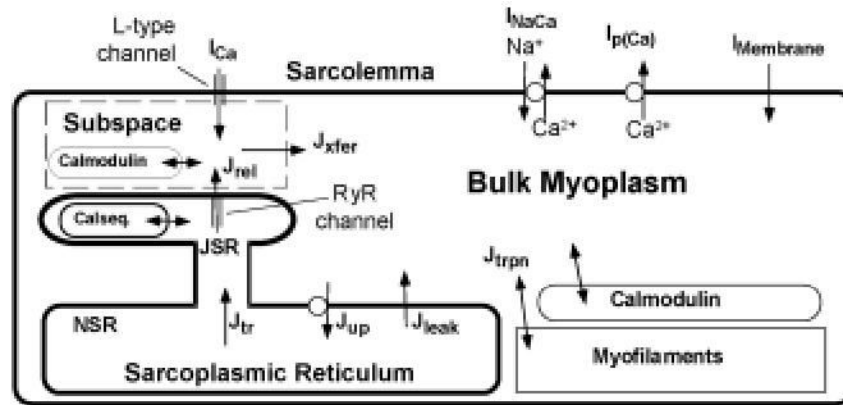 L-type
channel
I_Ca
Sarcolemma
I_NaCa
Na⁺
Ca²⁺
I_p(Ca)
Ca²⁺
I_Membrane
Subspace
Calmodulin
J_rel
J_xfer
Bulk Myoplasm
RyR
channel
Calseq.
JSR
J_trpn
Calmodulin
NSR
J_tr
J_up
J_leak
Myofilaments
Sarcoplasmic Reticulum